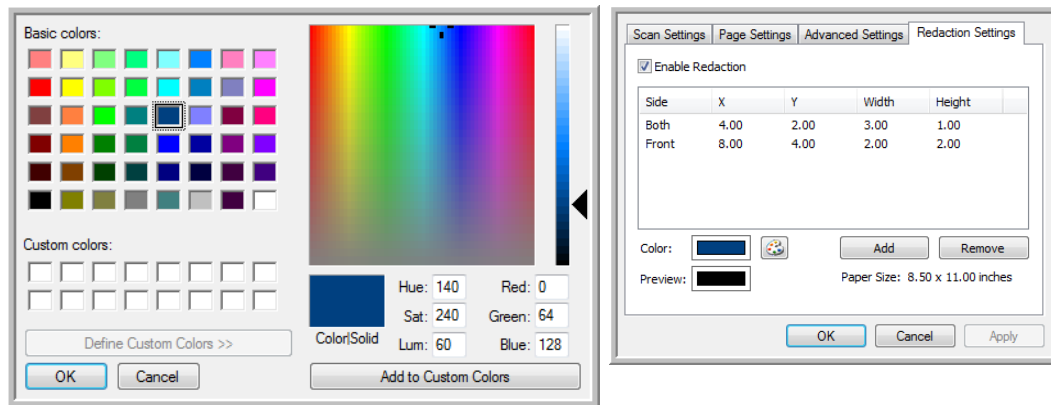 Basic colors:
Custom colors:
Define Custom Colors >>
OK Cancel
Color|Solid
Hue: 140 Red: 0
Sat: 240 Green: 64
Lum: 60 Blue: 128
Add to Custom Colors
Scan Settings Page Settings Advanced Settings Redaction Settings
Enable Redaction
Side X Y Width Height
Both 4.00 2.00 3.00 1.00
Front 8.00 4.00 2.00 2.00
Color: Add Remove
Preview: Paper Size: 8.50 x 11.00 inches
OK Cancel Apply